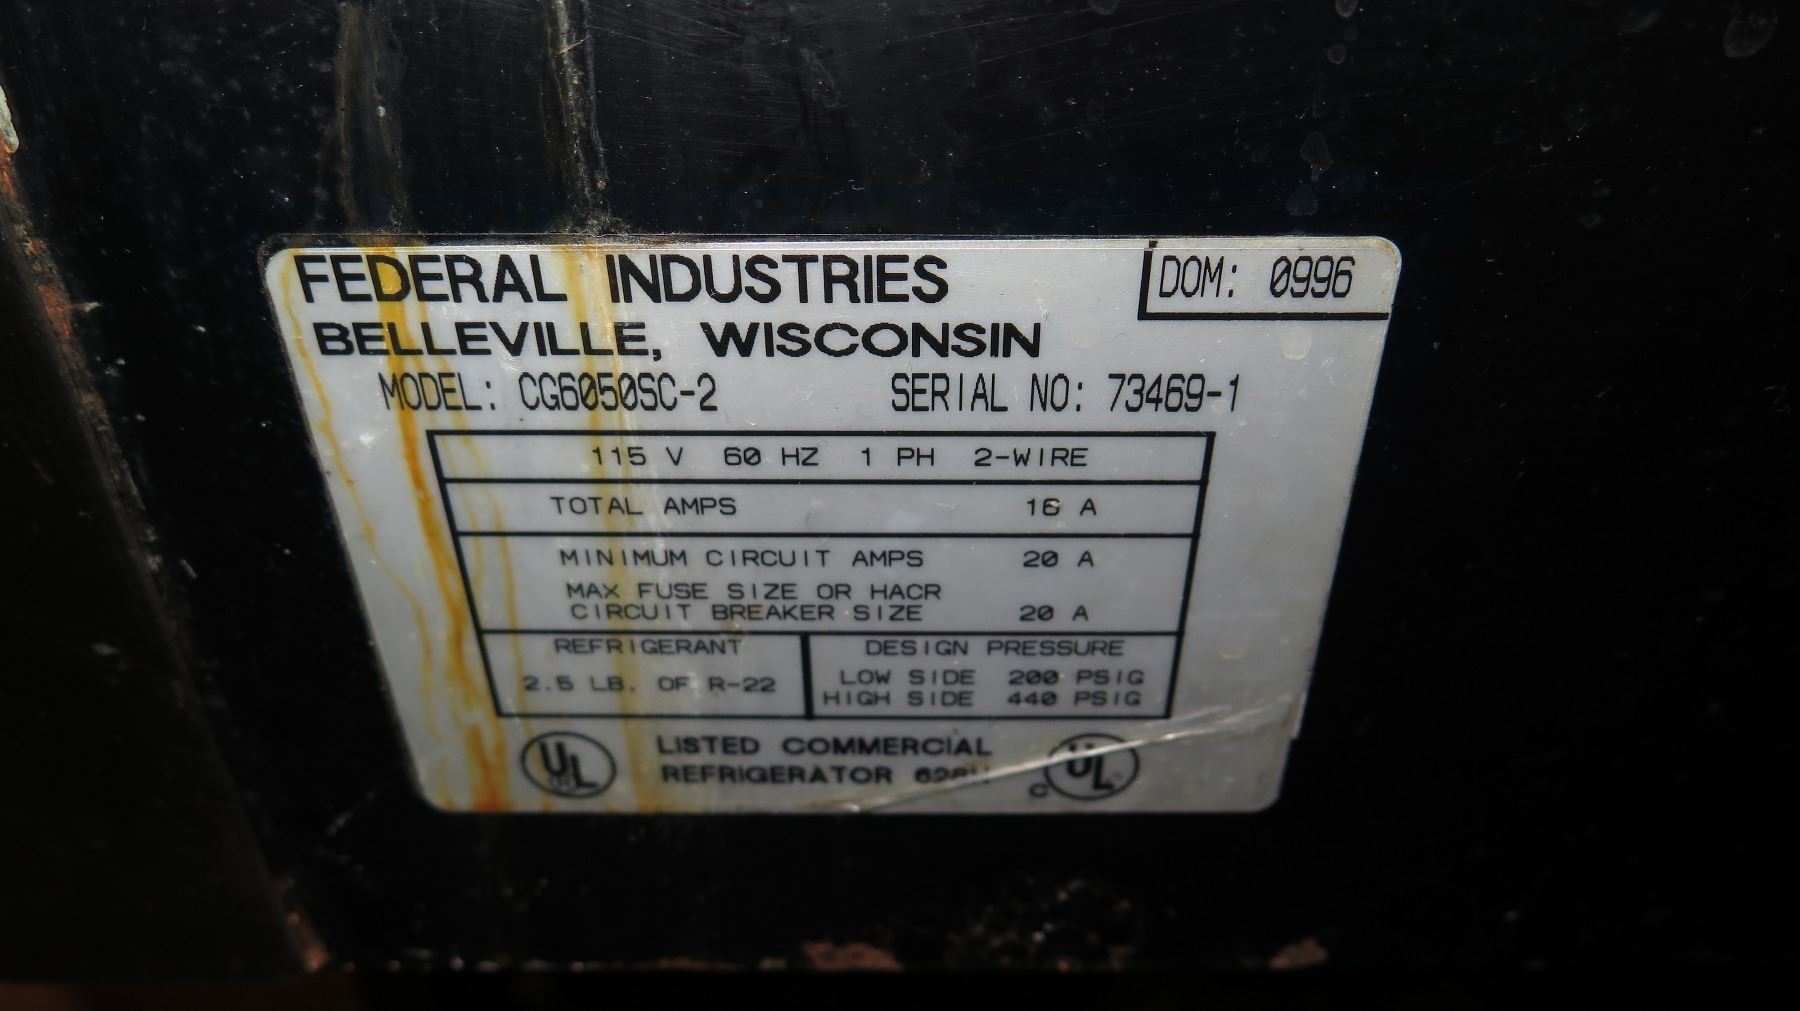 FEDERAL INDUSTRIES
DOM: 0996
BELLEVILLE, WISCONSIN
MODEL: CG6050SC-2 SERIAL NO: 73469-1
115 V 60 HZ 1 PH 2-WIRE
TOTAL AMPS 16 A
MINIMUM CIRCUIT AMPS 20 A
MAX FUSE SIZE OR HACR
CIRCUIT BREAKER SIZE 20 A
REFRIGERANT
2.5 LB. OF R-22
DESIGN PRESSURE
LOW SIDE 200 PSIG
HIGH SIDE 440 PSIG
UL
LISTED COMMERCIAL
REFRIGERATOR
C UL